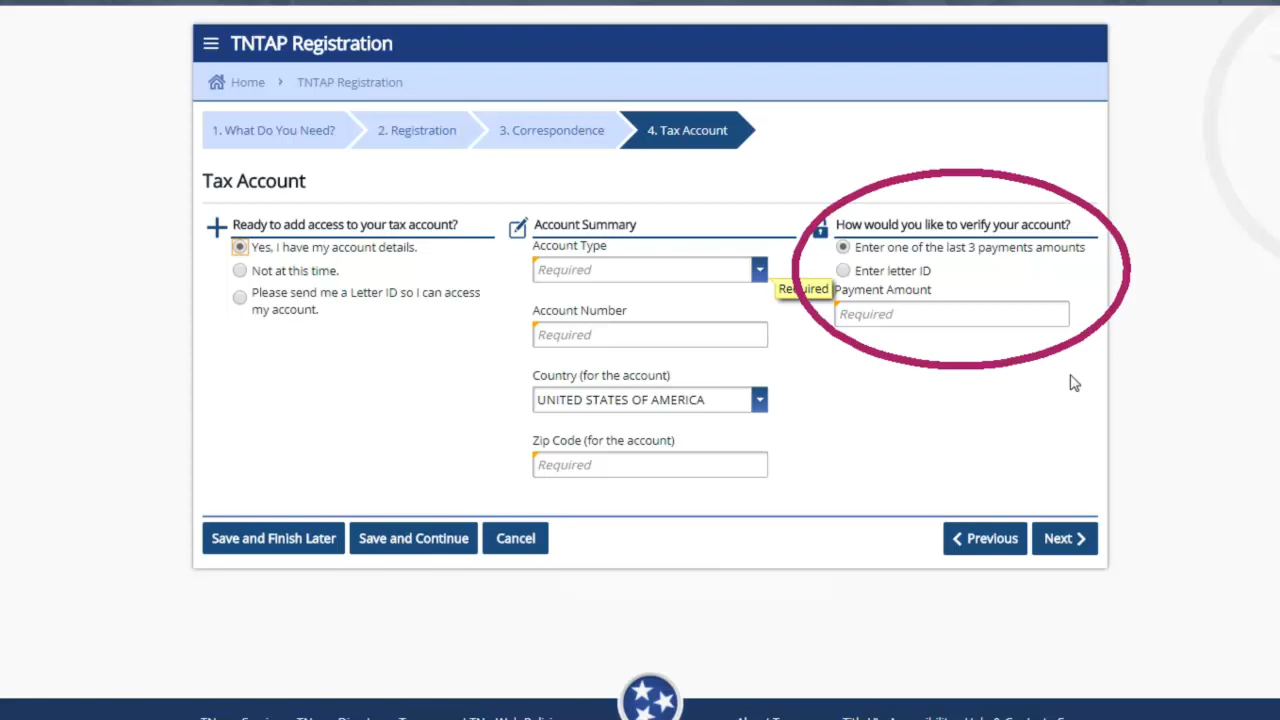 TNTAP Registration
Home > TNTAP Registration
1. What Do You Need?
2. Registration
3. Correspondence
4. Tax Account
Tax Account
Ready to add access to your tax account?
Yes, I have my account details.
Not at this time.
Please send me a Letter ID so I can access
my account.
Account Summary
Account Type
Required
Required
Account Number
Required
Country (for the account)
UNITED STATES OF AMERICA
Zip Code (for the account)
Required
How would you like to verify your account?
Enter one of the last 3 payments amounts
Enter letter ID
Payment Amount
Required
Save and Finish Later
Save and Continue
Cancel
Previous
Next